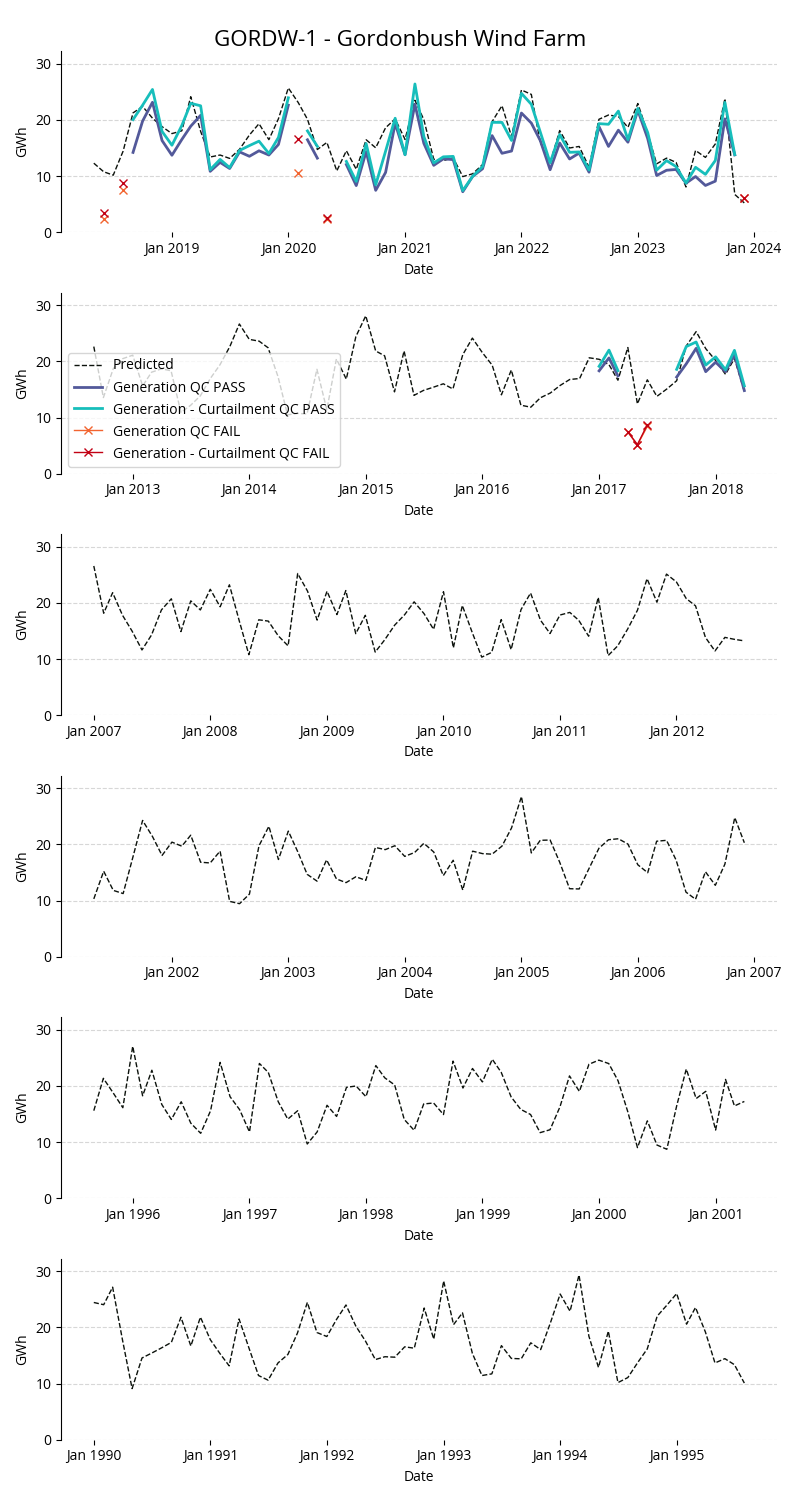 GORDW-1 - Gordonbush Wind Farm
30
20
10
0
GWh
Jan 2019
Jan 2020
Jan 2021
Jan 2022
Jan 2023
Jan 2024
Date
30
20
10
0
GWh
Predicted
Generation QC PASS
Generation - Curtailment QC PASS
Generation QC FAIL
Generation - Curtailment QC FAIL
Jan 2013
Jan 2014
Jan 2015
Jan 2016
Jan 2017
Jan 2018
Date
30
20
10
0
GWh
Jan 2007
Jan 2008
Jan 2009
Jan 2010
Jan 2011
Jan 2012
Date
30
20
10
0
GWh
Jan 2002
Jan 2003
Jan 2004
Jan 2005
Jan 2006
Jan 2007
Date
30
20
10
0
GWh
Jan 1996
Jan 1997
Jan 1998
Jan 1999
Jan 2000
Jan 2001
Date
30
20
10
0
GWh
Jan 1990
Jan 1991
Jan 1992
Jan 1993
Jan 1994
Jan 1995
Date